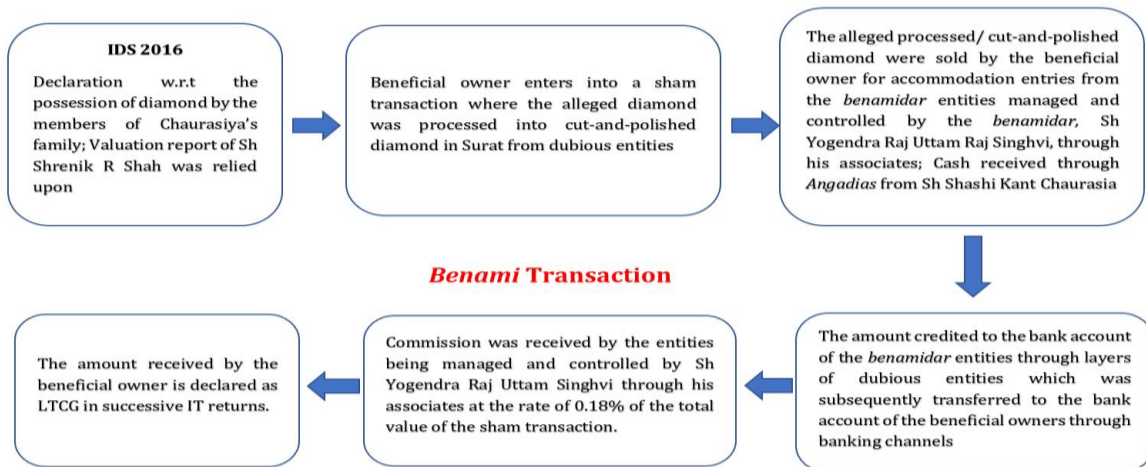 IDS 2016
Declaration w.r.t the
possession of diamond by the
members of Chaurasiya's
family; Valuation report of Sh
Shrenik R Shah was relied
upon
Beneficial owner enters into a sham
transaction where the alleged diamond
was processed into cut-and-polished
diamond in Surat from dubious entities
The alleged processed/ cut-and-polished
diamond were sold by the beneficial
owner for accommodation entries from
the benamidar entities managed and
controlled by the benamidar, Sh
Yogendra Raj Uttam Raj Singhvi, through
his associates; Cash received through
Angadias from Sh Shashi Kant Chaurasia
Benami Transaction
The amount credited to the bank account
of the benamidar entities through layers
of dubious entities which was
subsequently transferred to the bank
account of the beneficial owners through
banking channels
Commission was received by the entities
being managed and controlled by Sh
Yogendra Raj Uttam Singhvi through his
associates at the rate of 0.18% of the total
value of the sham transaction.
The amount received by the
beneficial owner is declared as
LTCG in successive IT returns.